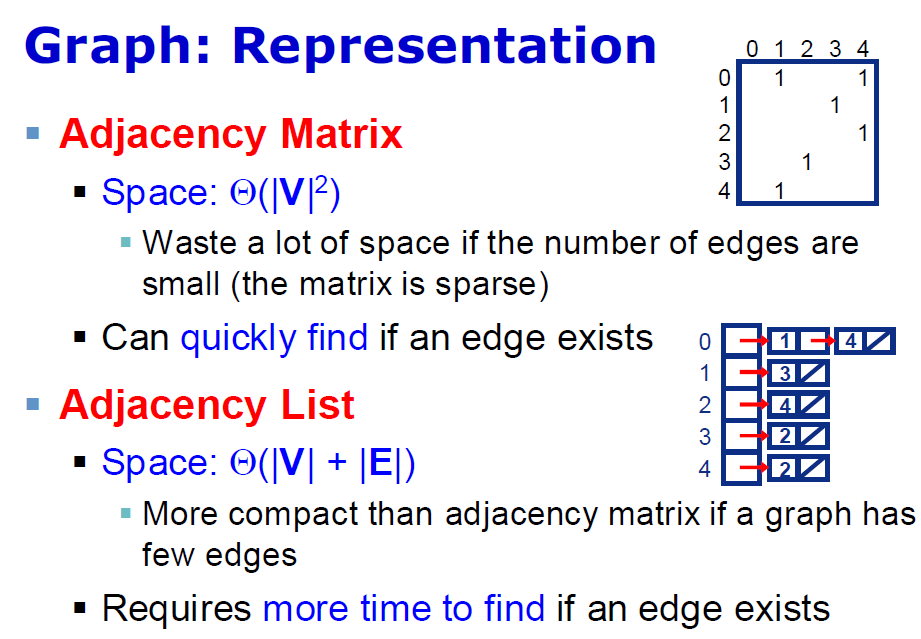 Graph: Representation
0 1 2 3 4
0 1 1
1 1
2 1
3 1
4 1
▪ Adjacency Matrix
▪ Space: Θ(|V|²)
▪ Waste a lot of space if the number of edges are
small (the matrix is sparse)
▪ Can quickly find if an edge exists
0 1 4
1 3
2 4
3 2
4 2
▪ Adjacency List
▪ Space: Θ(|V| + |E|)
▪ More compact than adjacency matrix if a graph has
few edges
▪ Requires more time to find if an edge exists